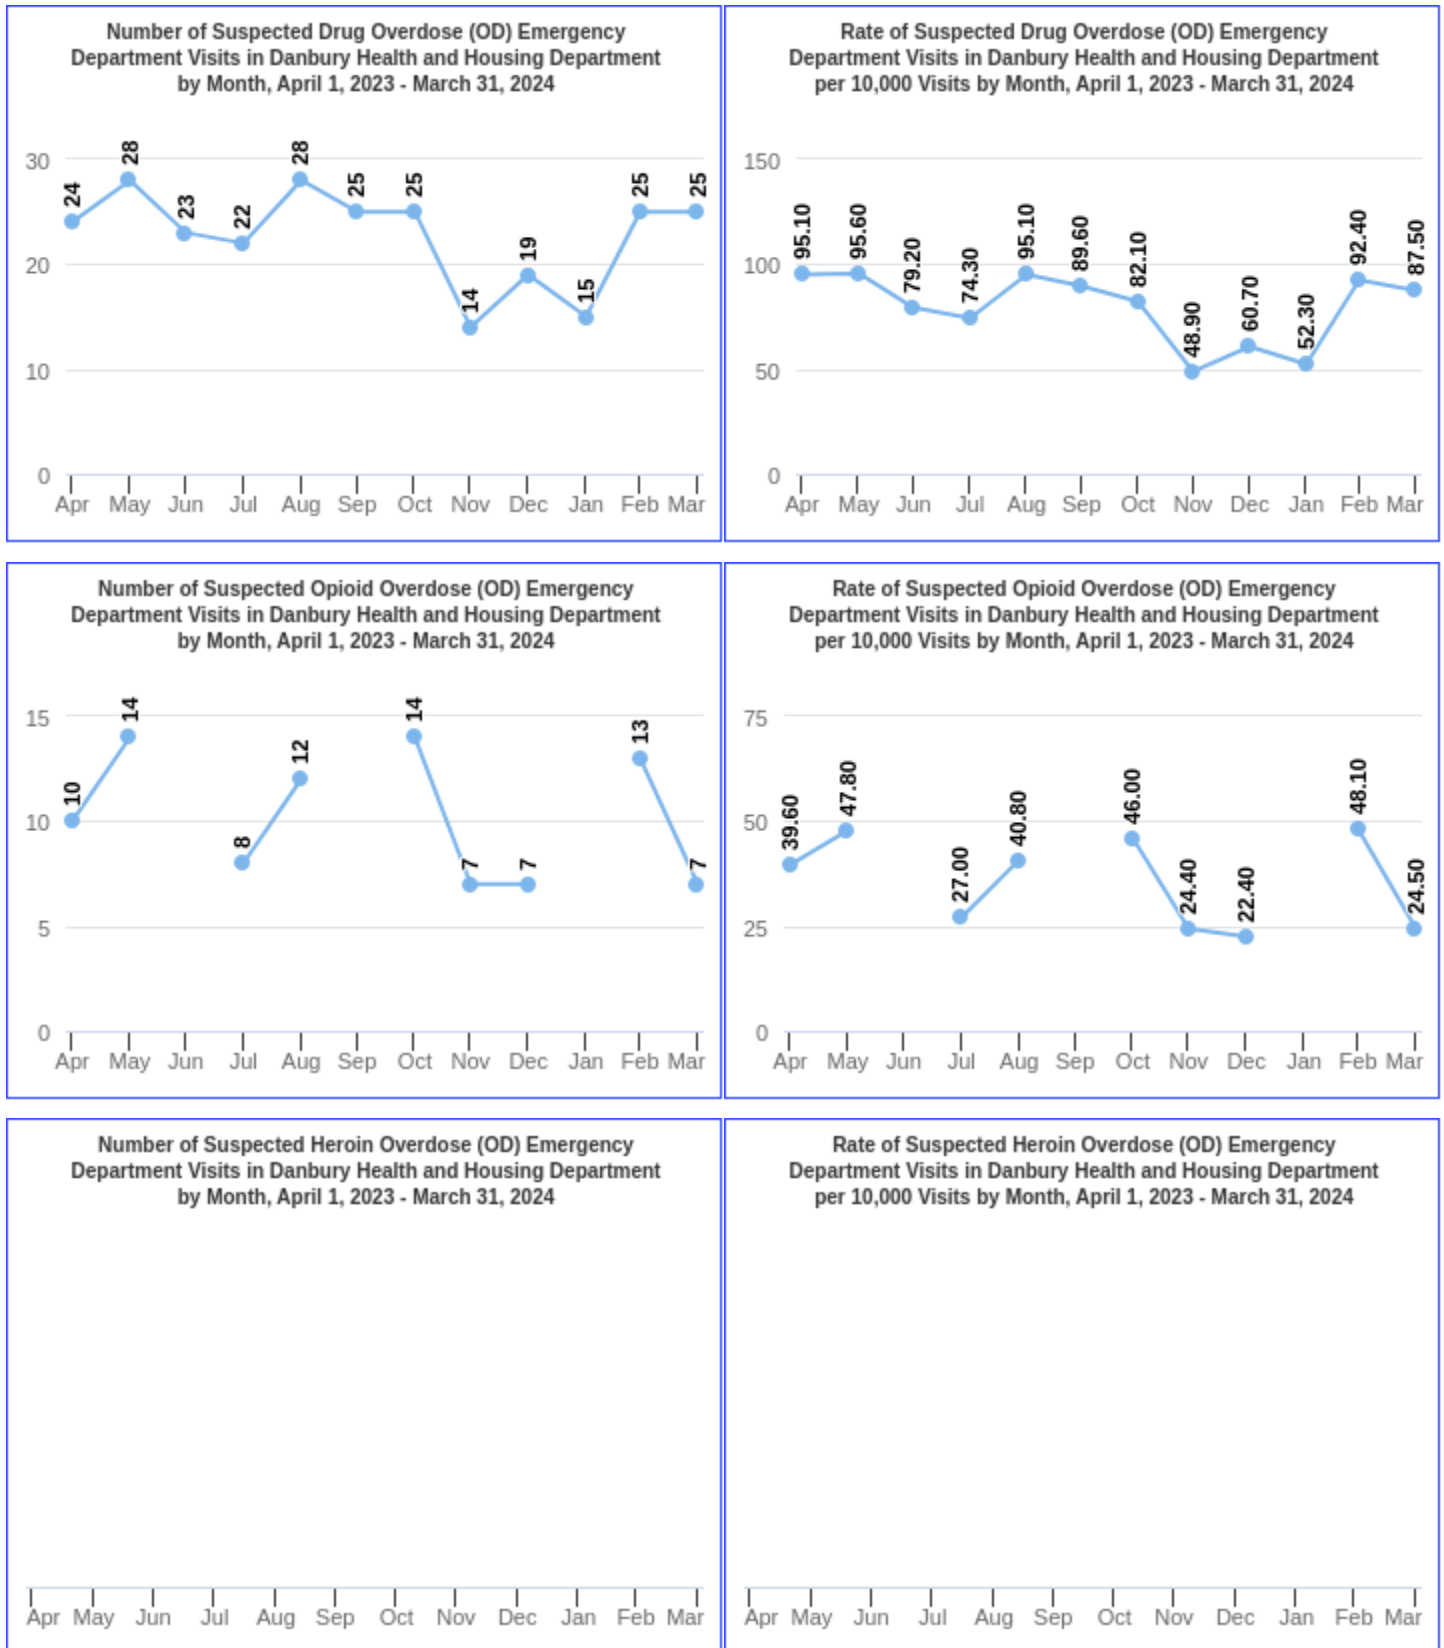 Number of Suspected Drug Overdose (OD) Emergency
Department Visits in Danbury Health and Housing Department
by Month, April 1, 2023 - March 31, 2024
30
20
10
0
24
28
23
22
28
25
25
14
19
15
25
25
Apr May Jun Jul Aug Sep Oct Nov Dec Jan Feb Mar
Rate of Suspected Drug Overdose (OD) Emergency
Department Visits in Danbury Health and Housing Department
per 10,000 Visits by Month, April 1, 2023 - March 31, 2024
150
100
50
0
95.10
95.60
79.20
74.30
95.10
89.60
82.10
48.90
60.70
52.30
92.40
87.50
Apr May Jun Jul Aug Sep Oct Nov Dec Jan Feb Mar
Number of Suspected Opioid Overdose (OD) Emergency
Department Visits in Danbury Health and Housing Department
by Month, April 1, 2023 - March 31, 2024
15
10
5
0
10
14
8
12
14
7
7
13
7
Apr May Jun Jul Aug Sep Oct Nov Dec Jan Feb Mar
Rate of Suspected Opioid Overdose (OD) Emergency
Department Visits in Danbury Health and Housing Department
per 10,000 Visits by Month, April 1, 2023 - March 31, 2024
75
50
25
0
39.60
47.80
27.00
40.80
46.00
24.40
22.40
48.10
24.50
Apr May Jun Jul Aug Sep Oct Nov Dec Jan Feb Mar
Number of Suspected Heroin Overdose (OD) Emergency
Department Visits in Danbury Health and Housing Department
by Month, April 1, 2023 - March 31, 2024
Apr May Jun Jul Aug Sep Oct Nov Dec Jan Feb Mar
Rate of Suspected Heroin Overdose (OD) Emergency
Department Visits in Danbury Health and Housing Department
per 10,000 Visits by Month, April 1, 2023 - March 31, 2024
Apr May Jun Jul Aug Sep Oct Nov Dec Jan Feb Mar